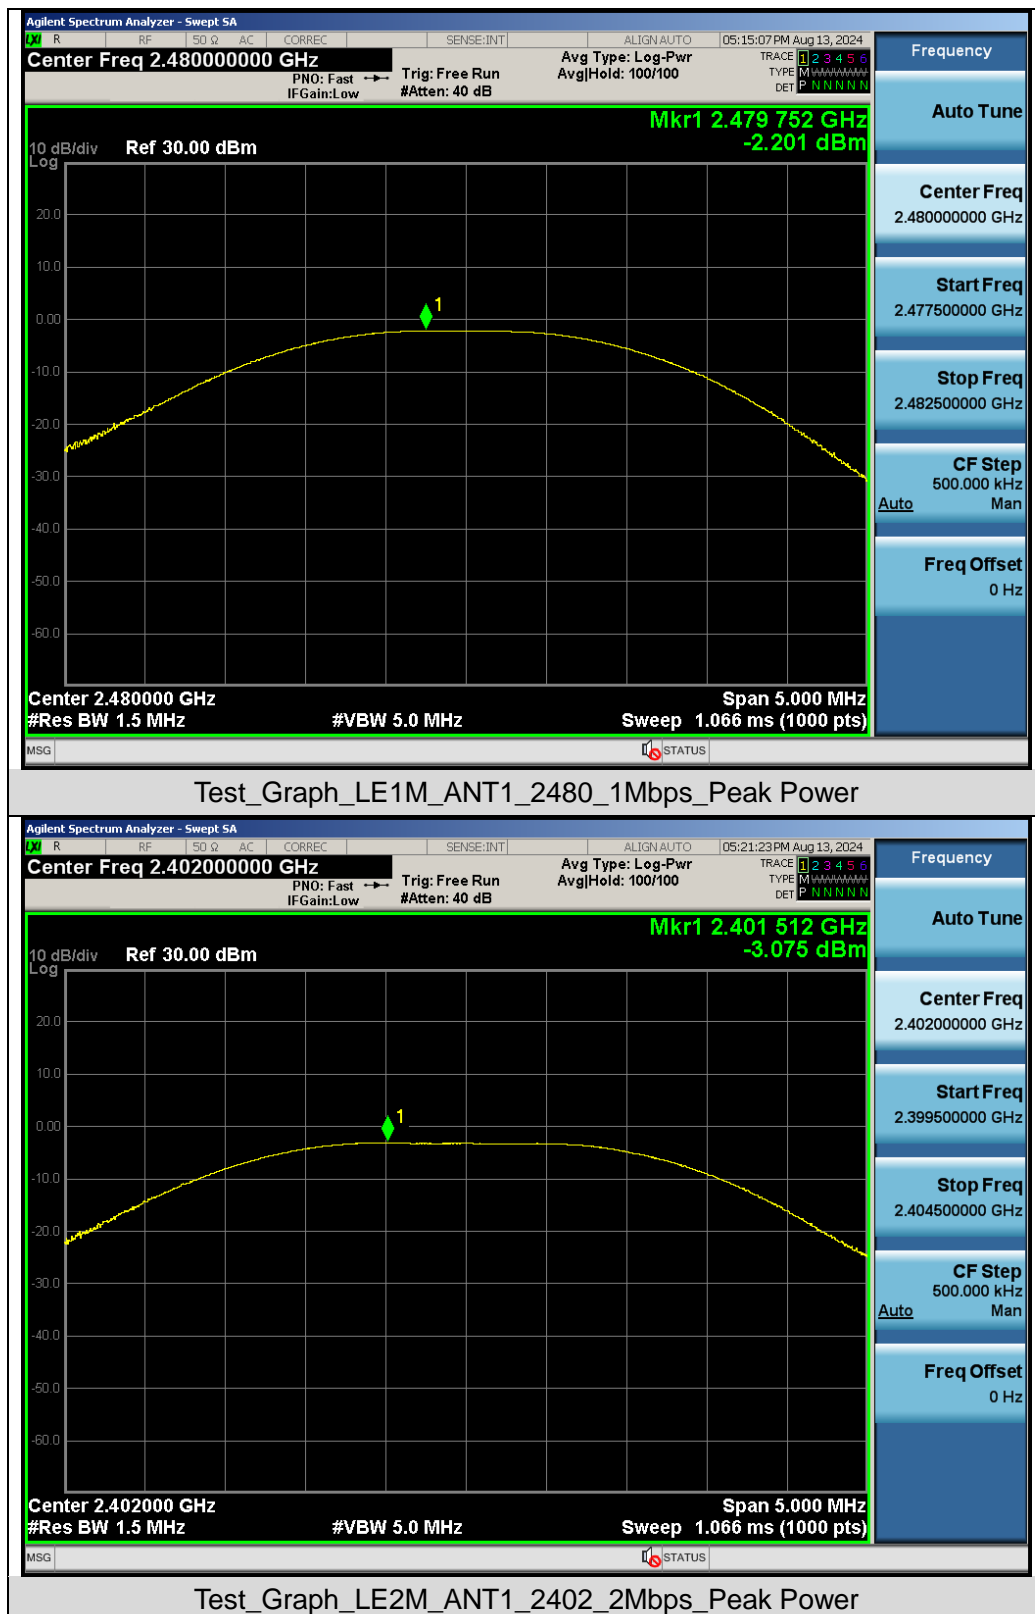 Agilent Spectrum Analyzer - Swept SA
LXI R RF 50 Ω AC CORREC SENSE:INT ALIGN AUTO 05:15:07 PM Aug 13, 2024
Center Freq 2.480000000 GHz
PNO: Fast
IFGain:Low
Trig: Free Run
#Atten: 40 dB
Avg Type: Log-Pwr
Avg|Hold: 100/100
TRACE 1 2 3 4 5 6
TYPE M WWWWW
DET P N N N N N
Mkr1 2.479 752 GHz
-2.201 dBm
10 dB/div Ref 30.00 dBm
Log
20.0
10.0
1
0.00
-10.0
-20.0
-30.0
-40.0
-50.0
-60.0
Center 2.480000 GHz Span 5.000 MHz
#Res BW 1.5 MHz #VBW 5.0 MHz Sweep 1.066 ms (1000 pts)
MSG STATUS
Frequency
Auto Tune
Center Freq
2.480000000 GHz
Start Freq
2.477500000 GHz
Stop Freq
2.482500000 GHz
CF Step
500.000 kHz
Auto Man
Freq Offset
0 Hz
Test_Graph_LE1M_ANT1_2480_1Mbps_Peak Power
Agilent Spectrum Analyzer - Swept SA
LXI R RF 50 Ω AC CORREC SENSE:INT ALIGN AUTO 05:21:23 PM Aug 13, 2024
Center Freq 2.402000000 GHz
PNO: Fast
IFGain:Low
Trig: Free Run
#Atten: 40 dB
Avg Type: Log-Pwr
Avg|Hold: 100/100
TRACE 1 2 3 4 5 6
TYPE M WWWWW
DET P N N N N N
Mkr1 2.401 512 GHz
-3.075 dBm
10 dB/div Ref 30.00 dBm
Log
20.0
10.0
1
0.00
-10.0
-20.0
-30.0
-40.0
-50.0
-60.0
Center 2.402000 GHz Span 5.000 MHz
#Res BW 1.5 MHz #VBW 5.0 MHz Sweep 1.066 ms (1000 pts)
MSG STATUS
Frequency
Auto Tune
Center Freq
2.402000000 GHz
Start Freq
2.399500000 GHz
Stop Freq
2.404500000 GHz
CF Step
500.000 kHz
Auto Man
Freq Offset
0 Hz
Test_Graph_LE2M_ANT1_2402_2Mbps_Peak Power